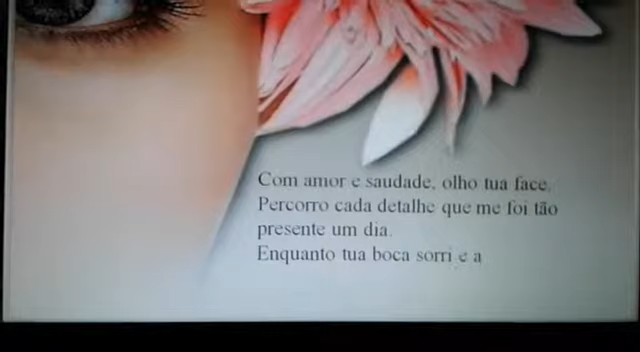 Com amor e saudade, olho tua face.
Percorro cada detalhe que me foi tão
presente um dia.
Enquanto tua boca sorri e a